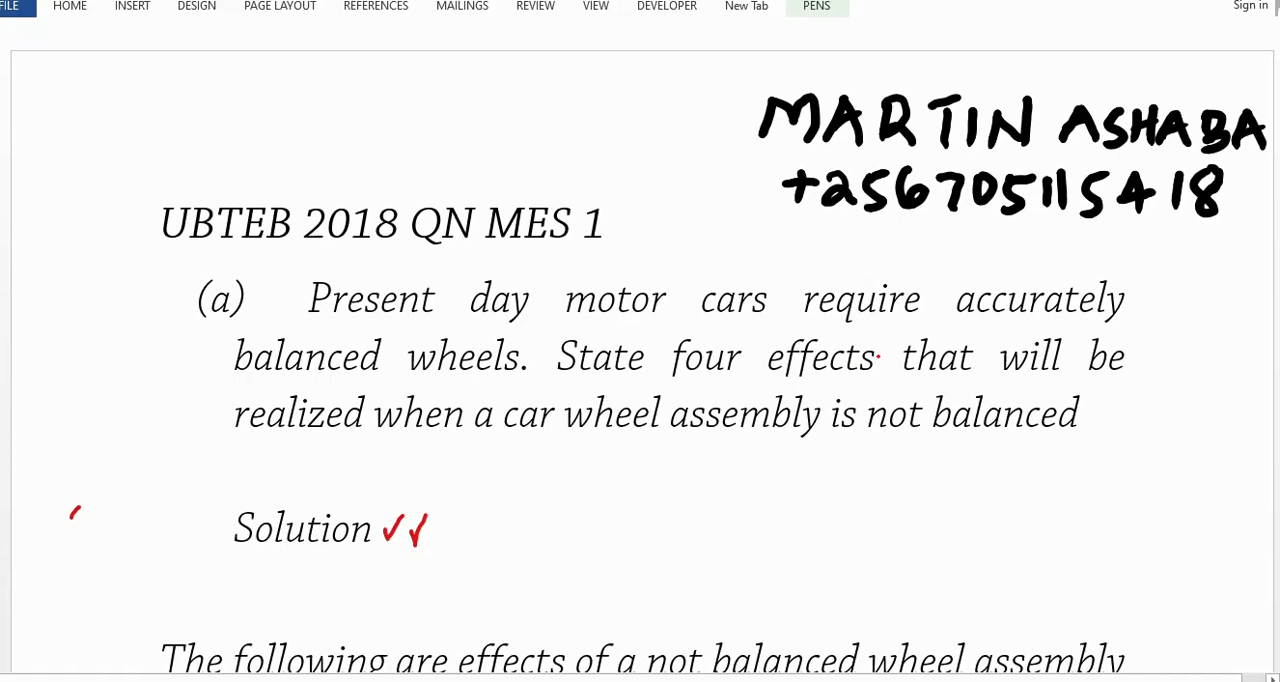 FILE HOME INSERT DESIGN PAGE LAYOUT REFERENCES MAILINGS REVIEW VIEW DEVELOPER New Tab PENS Sign in
MARTIN ASHABA
+256705115418
UBTEB 2018 QN MES 1
(a) Present day motor cars require accurately
balanced wheels. State four effects that will be
realized when a car wheel assembly is not balanced
Solution
The following are effects of a not balanced wheel assembly